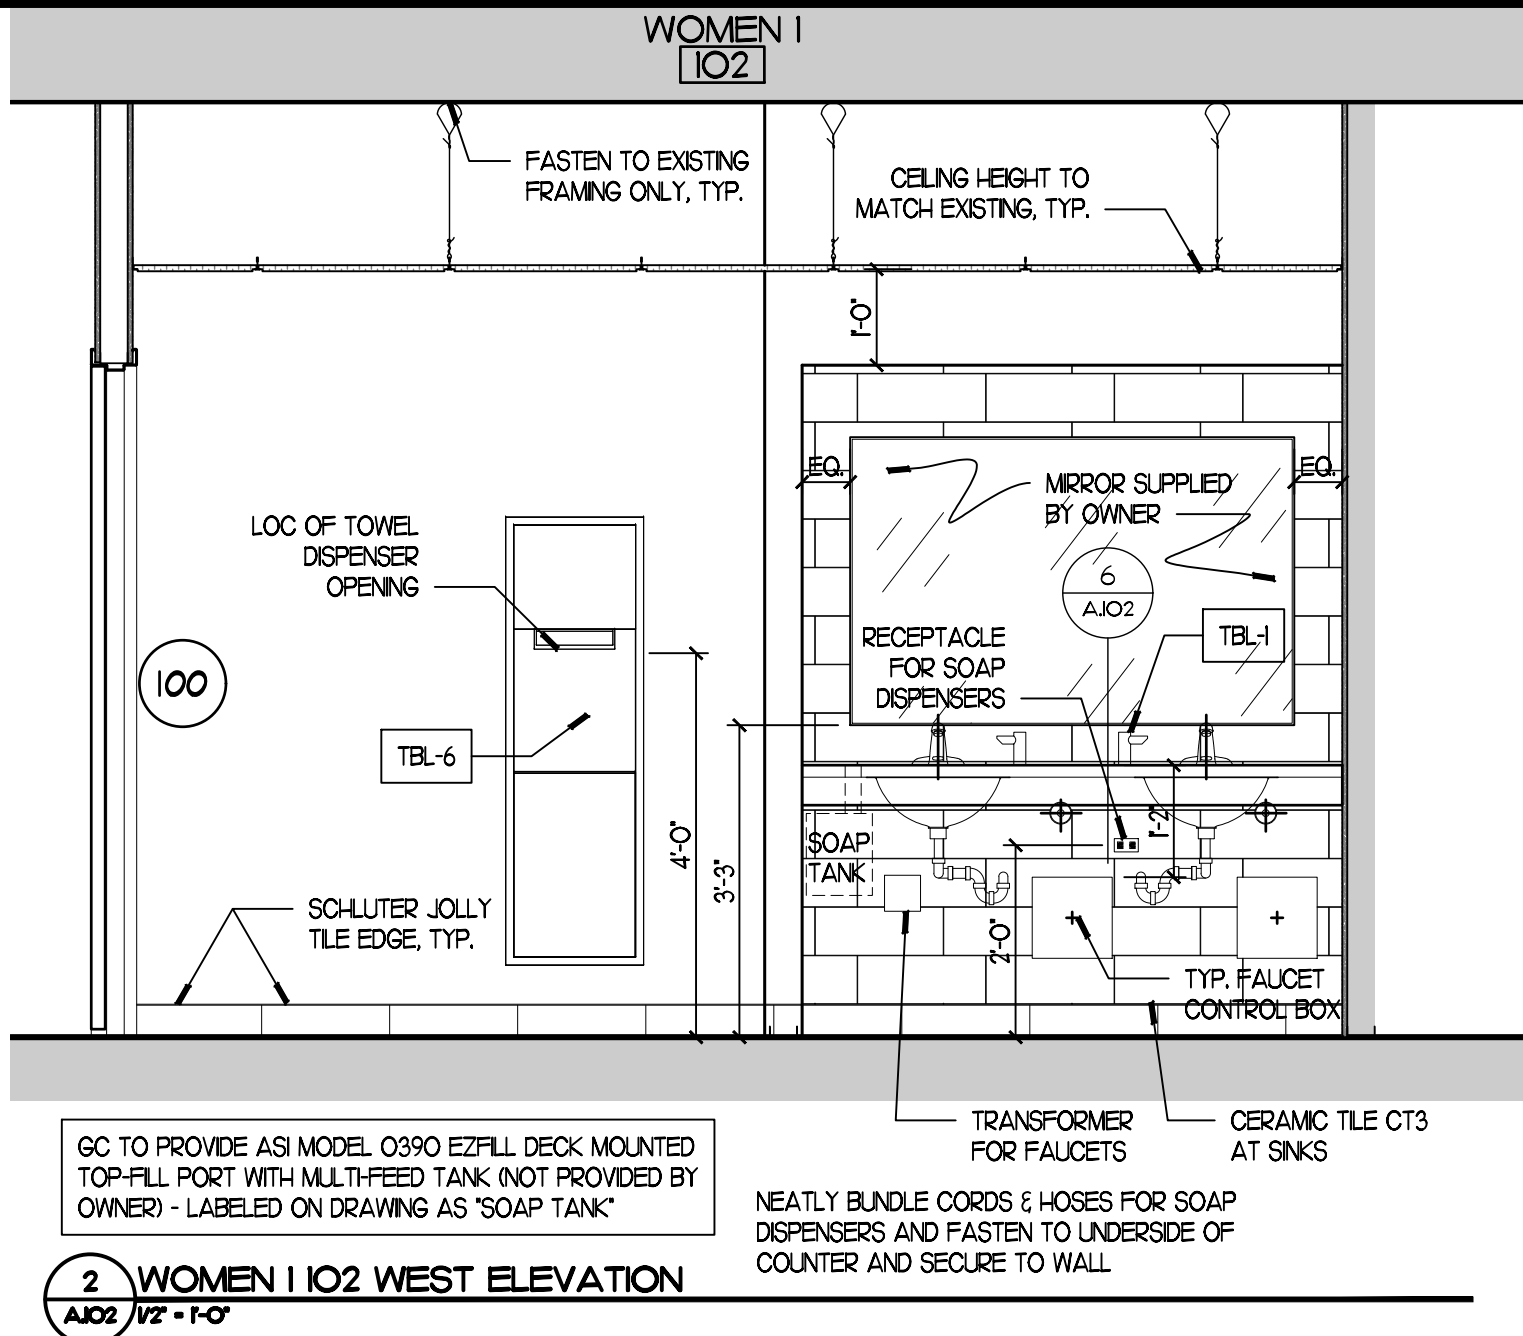 WOMEN 1
102
FASTEN TO EXISTING
FRAMING ONLY, TYP.
CEILING HEIGHT TO
MATCH EXISTING, TYP.
1'-0"
EQ.
EQ.
MIRROR SUPPLIED
BY OWNER
LOC OF TOWEL
DISPENSER
OPENING
6
A.102
TBL-1
RECEPTACLE
FOR SOAP
DISPENSERS
100
TBL-6
4'-0"
3'-3"
1'-2"
SOAP
TANK
2'-0"
SCHLUTER JOLLY
TILE EDGE, TYP.
TYP. FAUCET
CONTROL BOX
TRANSFORMER
FOR FAUCETS
CERAMIC TILE CT3
AT SINKS
GC TO PROVIDE ASI MODEL 0390 EZFILL DECK MOUNTED
TOP-FILL PORT WITH MULTI-FEED TANK (NOT PROVIDED BY
OWNER) - LABELED ON DRAWING AS "SOAP TANK"
NEATLY BUNDLE CORDS & HOSES FOR SOAP
DISPENSERS AND FASTEN TO UNDERSIDE OF
COUNTER AND SECURE TO WALL
2
A.102
WOMEN 1 102 WEST ELEVATION
1/2" = 1'-0"